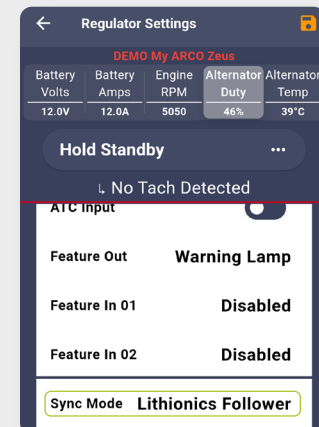 Regulator Settings
DEMO My ARCO Zeus
Battery Volts Battery Amps Engine RPM Alternator Duty Alternator Temp
12.0V 12.0A 5050 46% 39°C
Hold Standby ...
↳ No Tach Detected
ATC Input
Feature Out Warning Lamp
Feature In 01 Disabled
Feature In 02 Disabled
Sync Mode Lithionics Follower